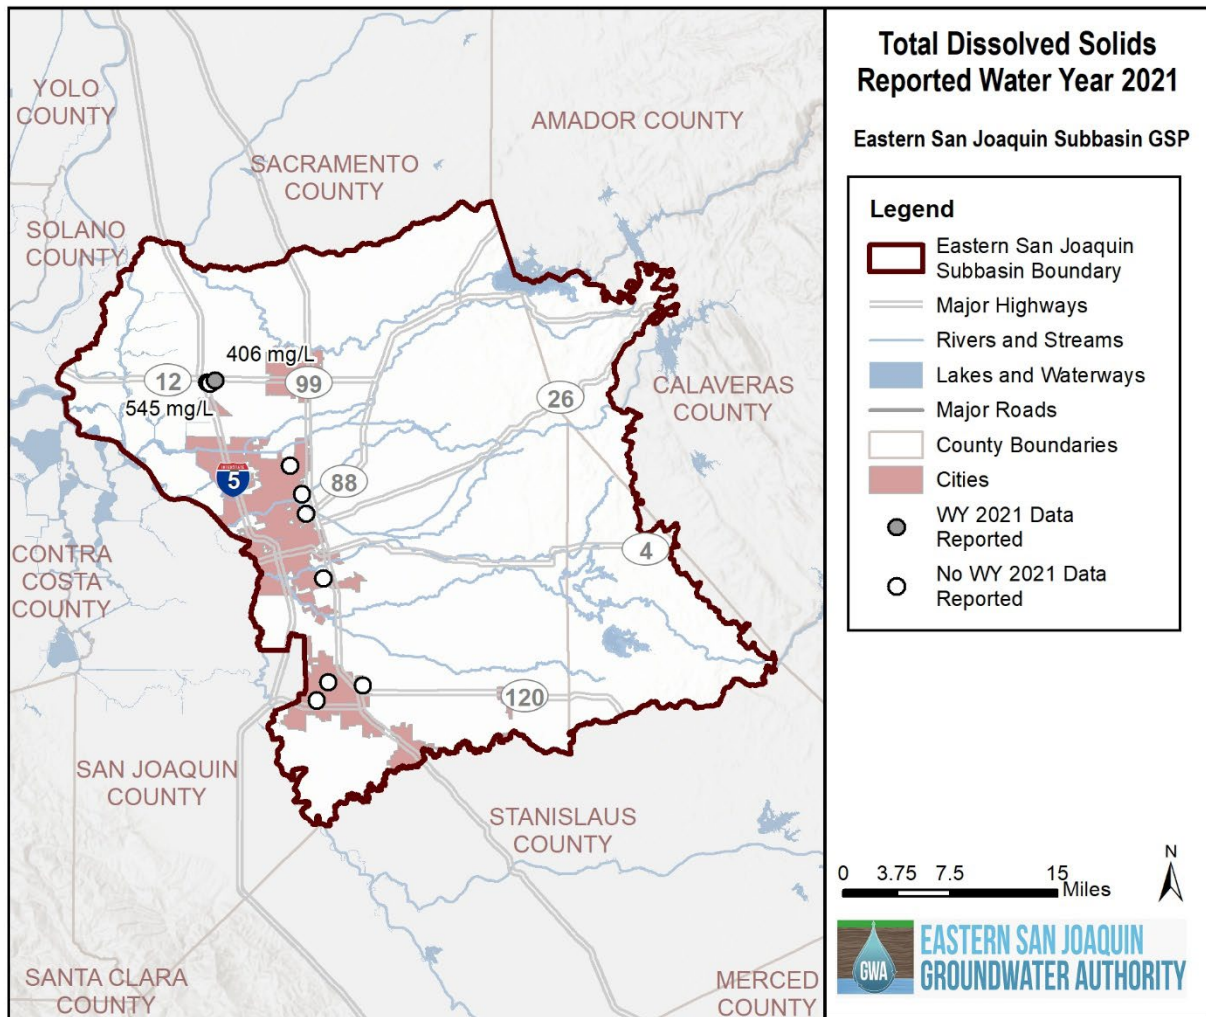 Total Dissolved Solids
Reported Water Year 2021
Eastern San Joaquin Subbasin GSP
Legend
Eastern San Joaquin
Subbasin Boundary
Major Highways
Rivers and Streams
Lakes and Waterways
Major Roads
County Boundaries
Cities
WY 2021 Data
Reported
No WY 2021 Data
Reported
YOLO
COUNTY
AMADOR COUNTY
SACRAMENTO
COUNTY
SOLANO
COUNTY
406 mg/L
12
99
545 mg/L
26
CALAVERAS
COUNTY
5
88
4
CONTRA
COSTA
COUNTY
120
SAN JOAQUIN
COUNTY
STANISLAUS
COUNTY
SANTA CLARA
COUNTY
MERCED
COUNTY
0 3.75 7.5 15
Miles
N
GWA
EASTERN SAN JOAQUIN
GROUNDWATER AUTHORITY